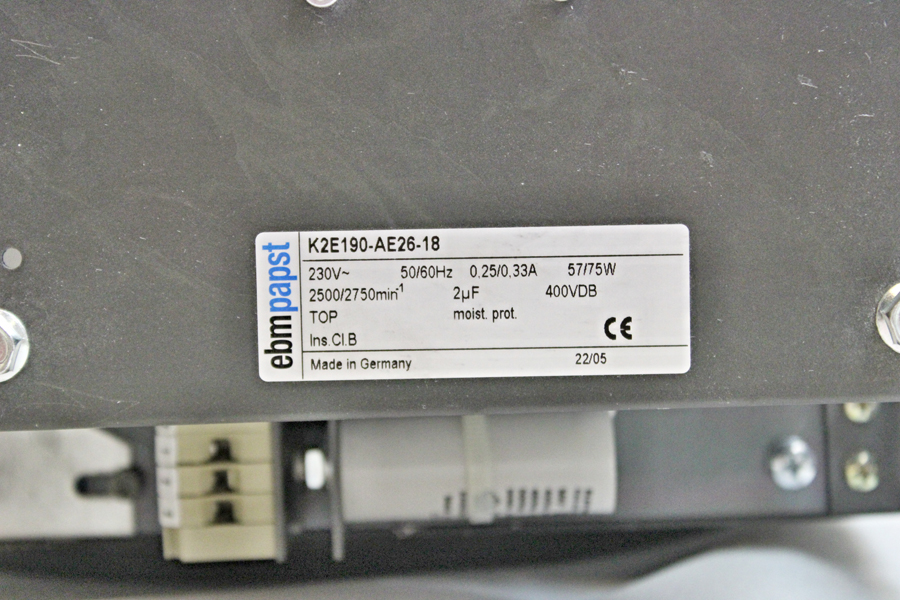 ebmpapst
K2E190-AE26-18
230V~ 50/60Hz 0.25/0.33A 57/75W
2500/2750min-1 2µF 400VDB
TOP moist. prot.
Ins.Cl.B CE
Made in Germany 22/05